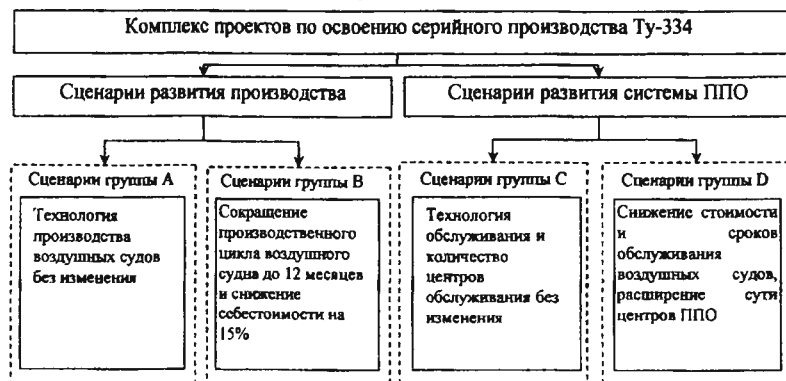 Комплекс проектов по освоению серийного производства Ту-334
Сценарии развития производства
Сценарии развития системы ППО
Сценарии группы А
Технология
производства
воздушных судов
без изменения
Сценарии группы В
Сокращение
производственного
цикла воздушного
судна до 12 месяцев
и снижение
себестоимости на
15%
Сценарии группы С
Технология
обслуживания и
количество
центров
обслуживания без
изменения
Сценарии группы D
Снижение стоимости
и сроков
обслуживания
воздушных судов,
расширение сути
центров ППО